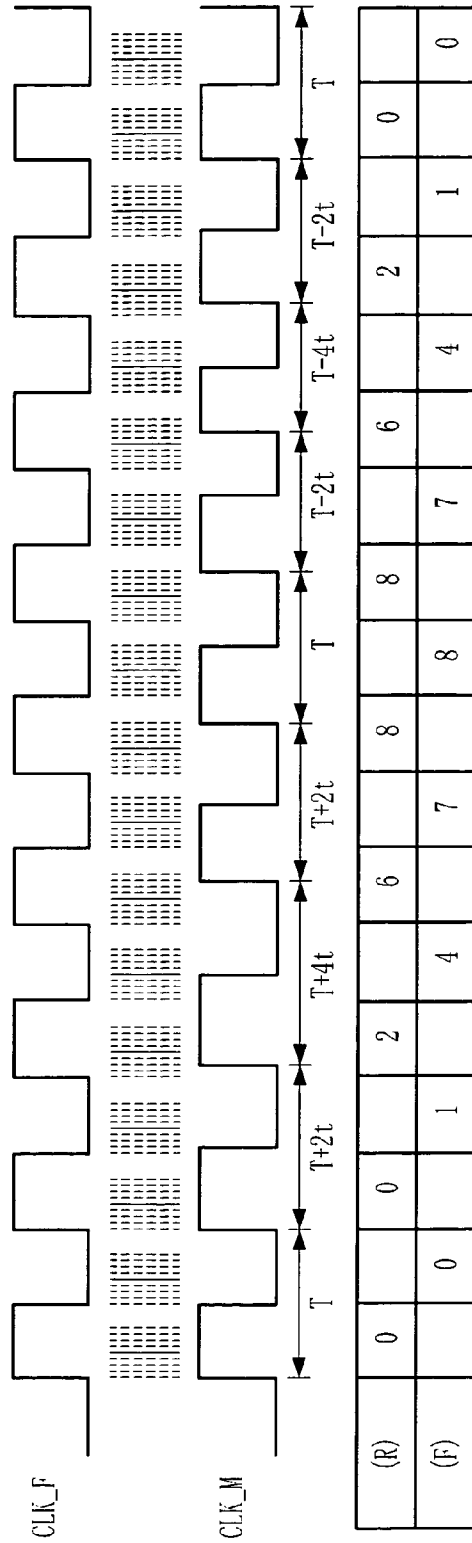 CLK_F
CLK_M
T T+2t T+4t T+2t T T-2t T-4t T-2t T
(R) 0 0 2 6 8 8 6 2 0
(F) 0 1 4 7 8 7 4 1 0